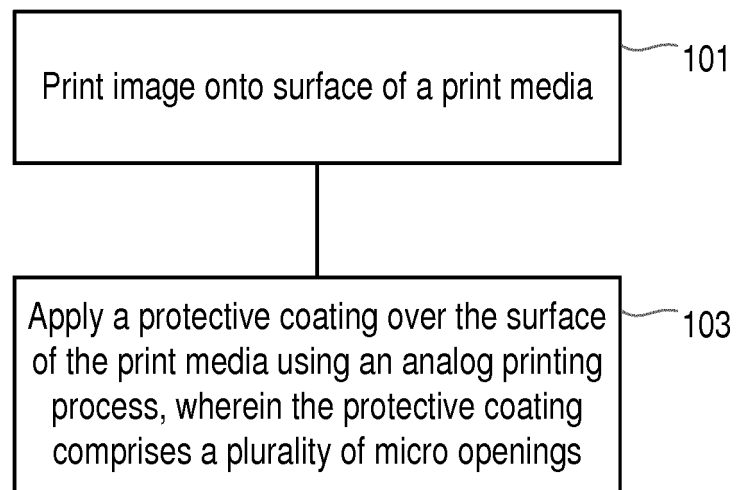 Print image onto surface of a print media
101
Apply a protective coating over the surface
of the print media using an analog printing
process, wherein the protective coating
comprises a plurality of micro openings
103